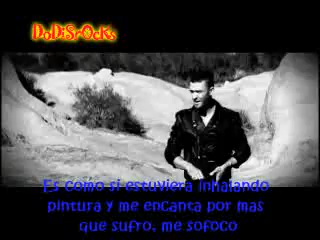 DoDiSrOcKs
Es como si estuviera inhalando
pintura y me encanta por mas
que sufro, me sofoco